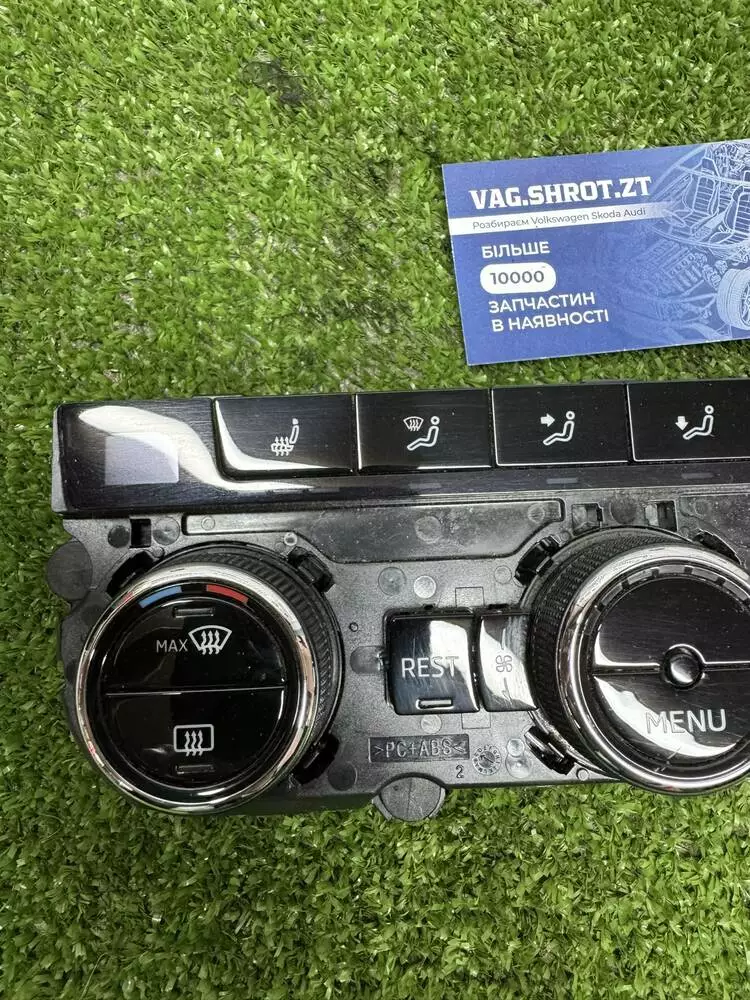 VAG.SHROT.ZT
Розбираєм Volkswagen Skoda Audi
БІЛЬШЕ
10000
ЗАПЧАСТИН
В НАЯВНОСТІ
MAX
REST
MENU
>PC+ABS<
2